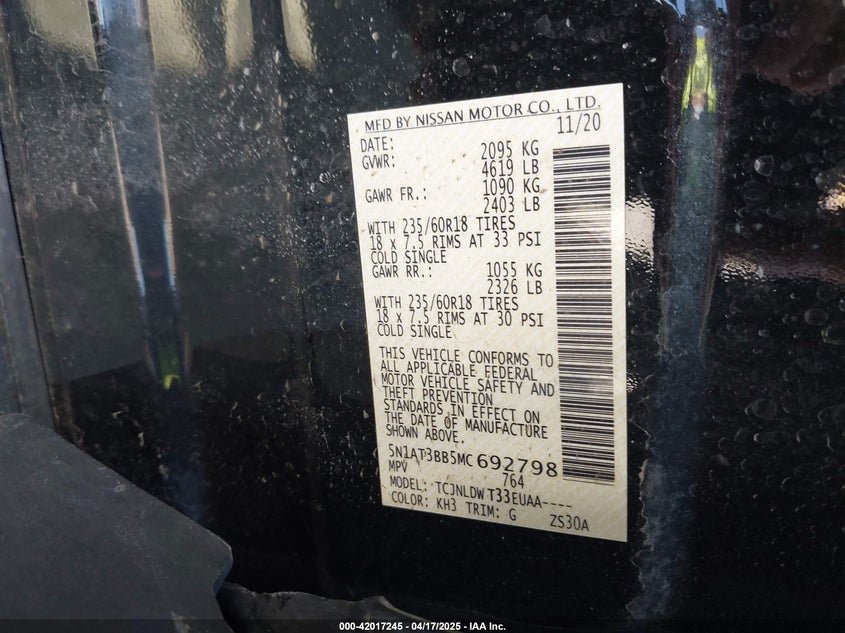 MFD BY NISSAN MOTOR CO., LTD.
DATE: 11/20
GVWR: 2095 KG
4619 LB
GAWR FR.: 1090 KG
2403 LB
WITH 235/60R18 TIRES
18 x 7.5 RIMS AT 33 PSI
COLD SINGLE
GAWR RR.: 1055 KG
2326 LB
WITH 235/60R18 TIRES
18 x 7.5 RIMS AT 30 PSI
COLD SINGLE
THIS VEHICLE CONFORMS TO
ALL APPLICABLE FEDERAL
MOTOR VEHICLE SAFETY AND
THEFT PREVENTION
STANDARDS IN EFFECT ON
THE DATE OF MANUFACTURE
SHOWN ABOVE.
5N1AT3BB5MC692798
MPV 764
MODEL: TCJNLDW T33EUAA----
COLOR: KH3 TRIM: G ZS30A
000-42017245 - 04/17/2025 - IAA Inc.